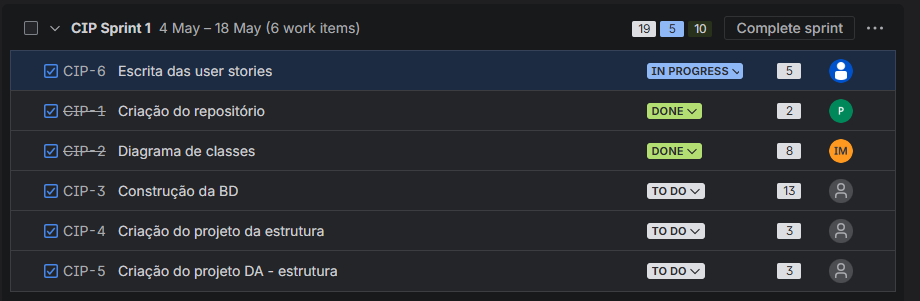 CIP Sprint 1 4 May – 18 May (6 work items) 19 5 10 Complete sprint
CIP-6 Escrita das user stories IN PROGRESS 5
CIP-1 Criação do repositório DONE 2 P
CIP-2 Diagrama de classes DONE 8 IM
CIP-3 Construção da BD TO DO 13
CIP-4 Criação do projeto da estrutura TO DO 3
CIP-5 Criação do projeto DA - estrutura TO DO 3